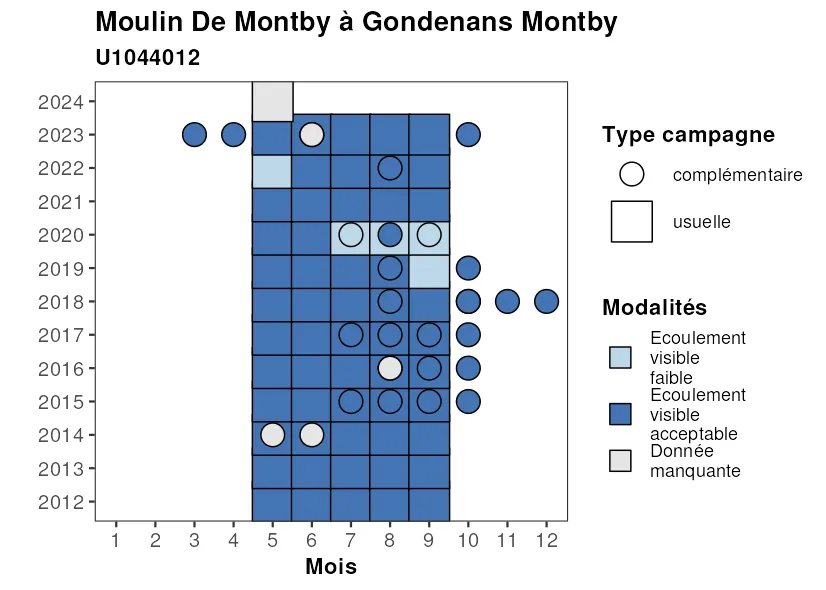 Moulin De Montby à Gondenans Montby
U1044012
2024
2023
2022
2021
2020
2019
2018
2017
2016
2015
2014
2013
2012
1 2 3 4 5 6 7 8 9 10 11 12
Mois
Type campagne
complémentaire
usuelle
Modalités
Ecoulement
visible
faible
Ecoulement
visible
acceptable
Donnée
manquante